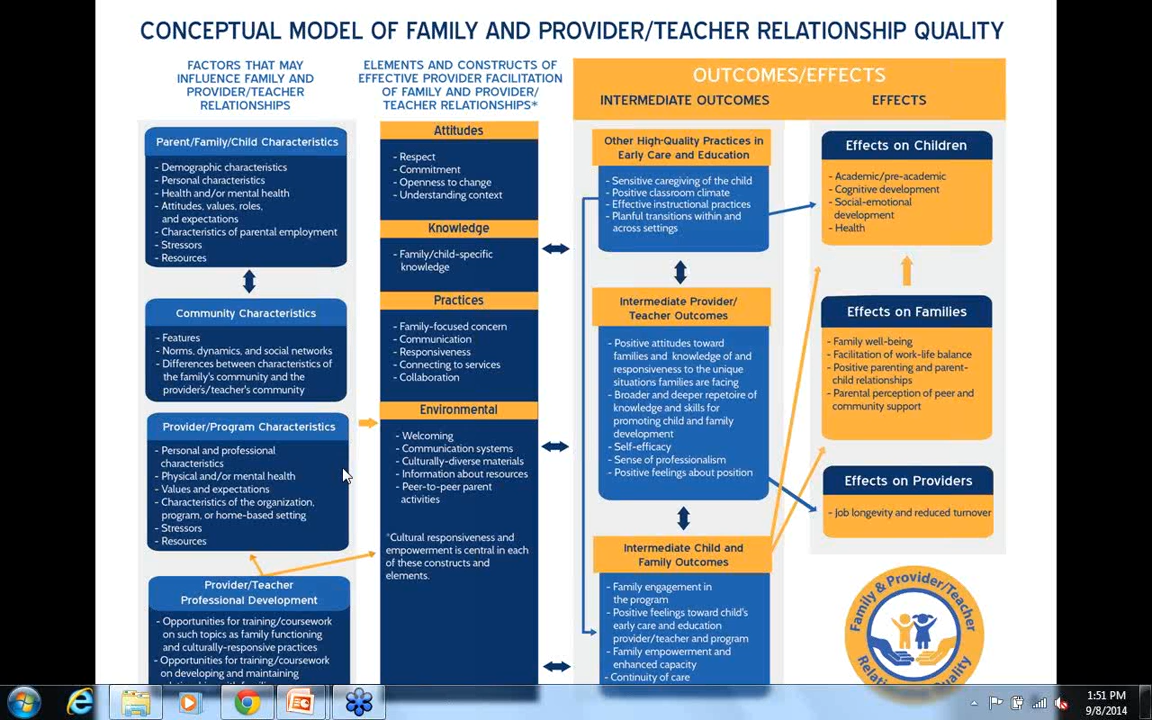 CONCEPTUAL MODEL OF FAMILY AND PROVIDER/TEACHER RELATIONSHIP QUALITY
FACTORS THAT MAY
INFLUENCE FAMILY AND
PROVIDER/TEACHER
RELATIONSHIPS
Parent/Family/Child Characteristics
- Demographic characteristics
- Personal characteristics
- Health and/or mental health
- Attitudes, values, roles,
and expectations
- Characteristics of parental employment
- Stressors
- Resources
Community Characteristics
- Features
- Norms, dynamics, and social networks
- Differences between characteristics of
the family's community and the
provider's/teacher's community
Provider/Program Characteristics
- Personal and professional
characteristics
- Physical and/or mental health
- Values and expectations
- Characteristics of the organization,
program, or home-based setting
- Stressors
- Resources
Provider/Teacher
Professional Development
- Opportunities for training/coursework
on such topics as family functioning
and culturally-responsive practices
- Opportunities for training/coursework
on developing and maintaining
ELEMENTS AND CONSTRUCTS OF
EFFECTIVE PROVIDER FACILITATION
OF FAMILY AND PROVIDER/
TEACHER RELATIONSHIPS*
Attitudes
- Respect
- Commitment
- Openness to change
- Understanding context
Knowledge
- Family/child-specific
knowledge
Practices
- Family-focused concern
- Communication
- Responsiveness
- Connecting to services
- Collaboration
Environmental
- Welcoming
- Communication systems
- Culturally-diverse materials
- Information about resources
- Peer-to-peer parent
activities
*Cultural responsiveness and
empowerment is central in each
of these constructs and
elements.
OUTCOMES/EFFECTS
INTERMEDIATE OUTCOMES
Other High-Quality Practices in
Early Care and Education
- Sensitive caregiving of the child
- Positive classroom climate
- Effective instructional practices
- Planful transitions within and
across settings
Intermediate Provider/
Teacher Outcomes
- Positive attitudes toward
families and knowledge of and
responsiveness to the unique
situations families are facing
- Broader and deeper repetoire of
knowledge and skills for
promoting child and family
development
- Self-efficacy
- Sense of professionalism
- Positive feelings about position
Intermediate Child and
Family Outcomes
- Family engagement in
the program
- Positive feelings toward child's
early care and education
provider/teacher and program
- Family empowerment and
enhanced capacity
- Continuity of care
EFFECTS
Effects on Children
- Academic/pre-academic
- Cognitive development
- Social-emotional
development
- Health
Effects on Families
- Family well-being
- Facilitation of work-life balance
- Positive parenting and parent-
child relationships
- Parental perception of peer and
community support
Effects on Providers
- Job longevity and reduced turnover
Family & Provider/Teacher
Relationship Quality
1:51 PM
9/8/2014